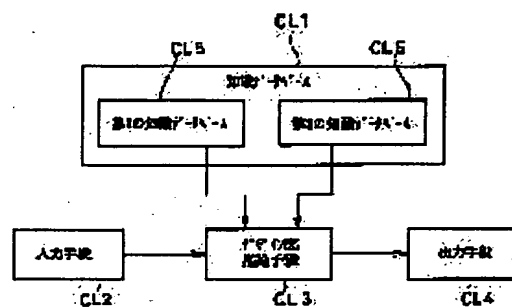 CL1
CL5
CL6
知識データベース
第1の知識データベース
第2の知識データベース
入力手段
出力手段
CL2
CL3
CL4